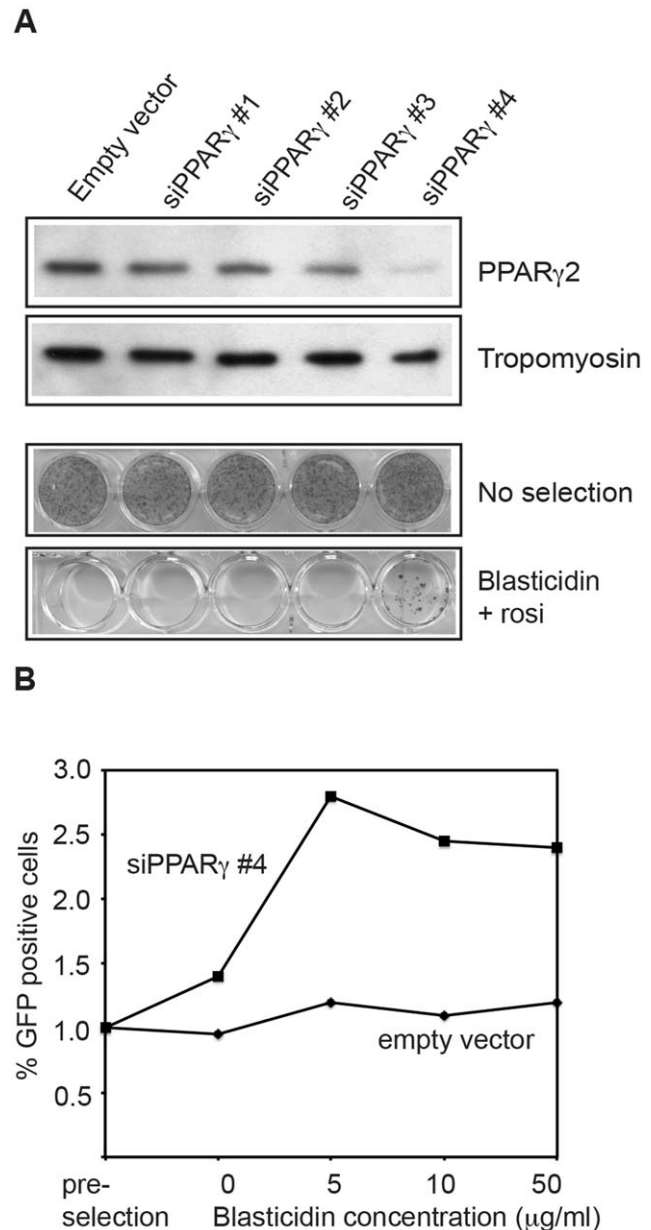 A
Empty vector
siPPARγ #1
siPPARγ #2
siPPARγ #3
siPPARγ #4
PPARγ2
Tropomyosin
No selection
Blasticidin
+ rosi
B
% GFP positive cells
3.0
2.5
2.0
1.5
1.0
0.5
siPPARγ #4
empty vector
pre-
selection
0 5 10 50
Blasticidin concentration (μg/ml)